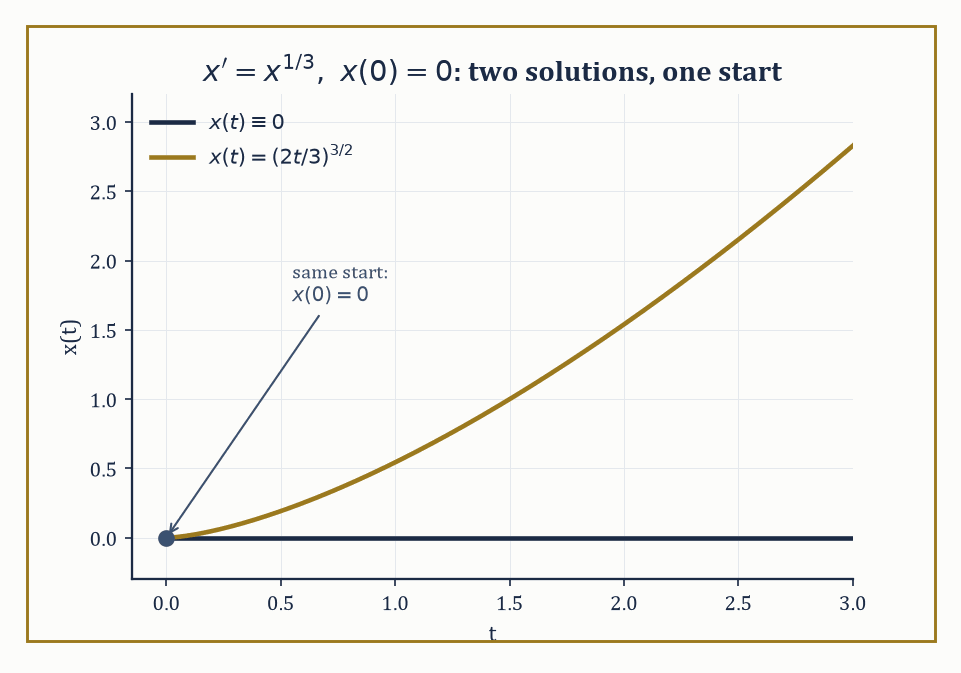 x′ = x^{1/3}, x(0) = 0: two solutions, one start
x(t) ≡ 0
x(t) = (2t/3)^{3/2}
same start:
x(0) = 0
x(t)
3.0
2.5
2.0
1.5
1.0
0.5
0.0
0.0 0.5 1.0 1.5 2.0 2.5 3.0
t